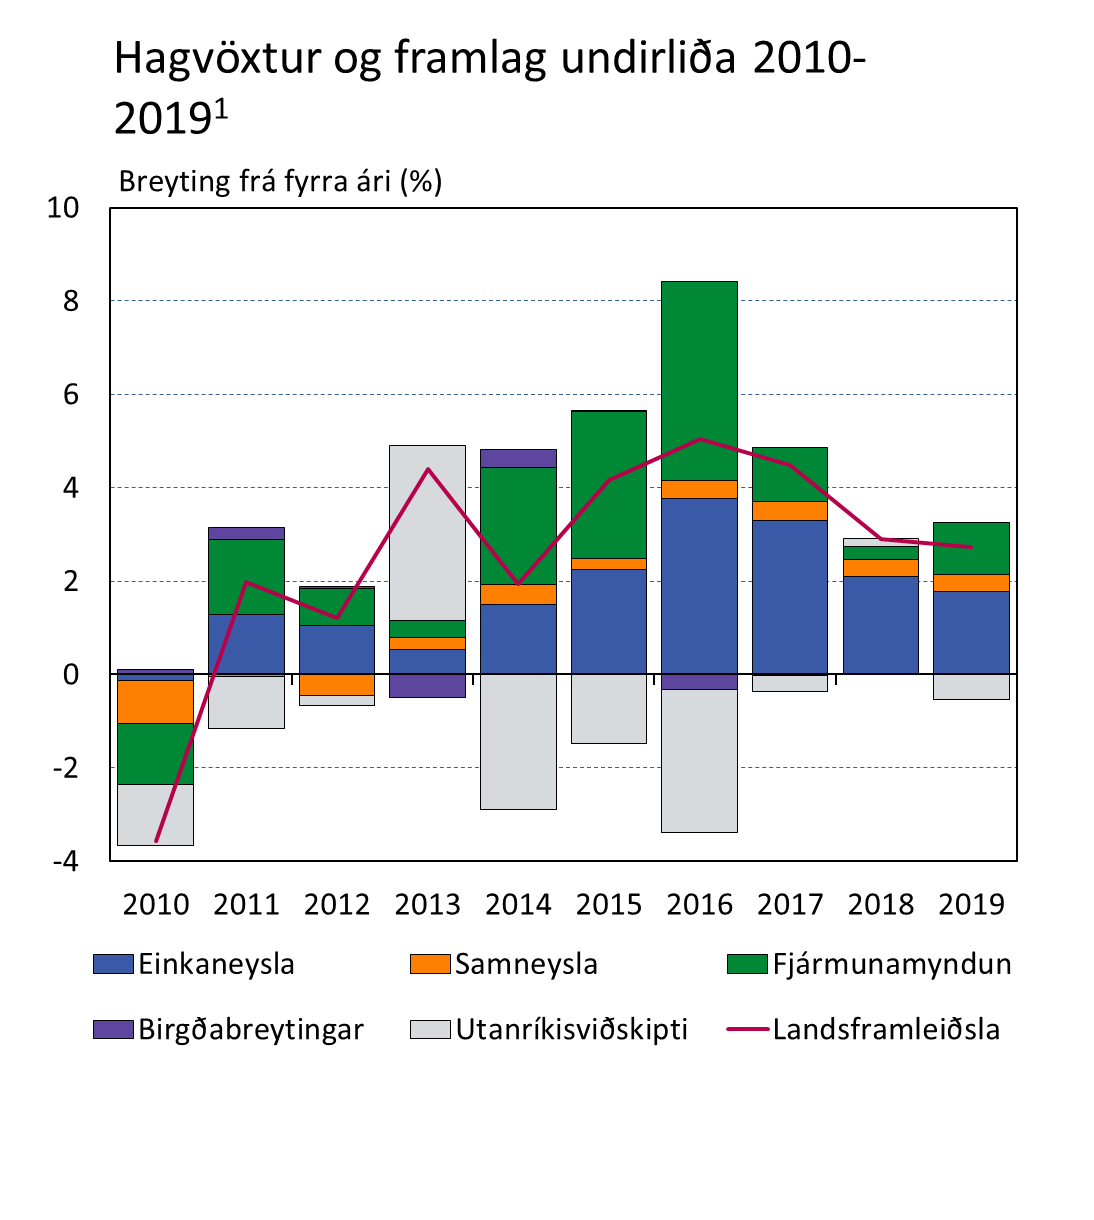 Hagvöxtur og framlag undirliða 2010-
2019¹
Breyting frá fyrra ári (%)
10
8
6
4
2
0
-2
-4
2010 2011 2012 2013 2014 2015 2016 2017 2018 2019
Einkaneysla Samneysla Fjármunamyndun
Birgðabreytingar Utanríkisviðskipti Landsframleiðsla